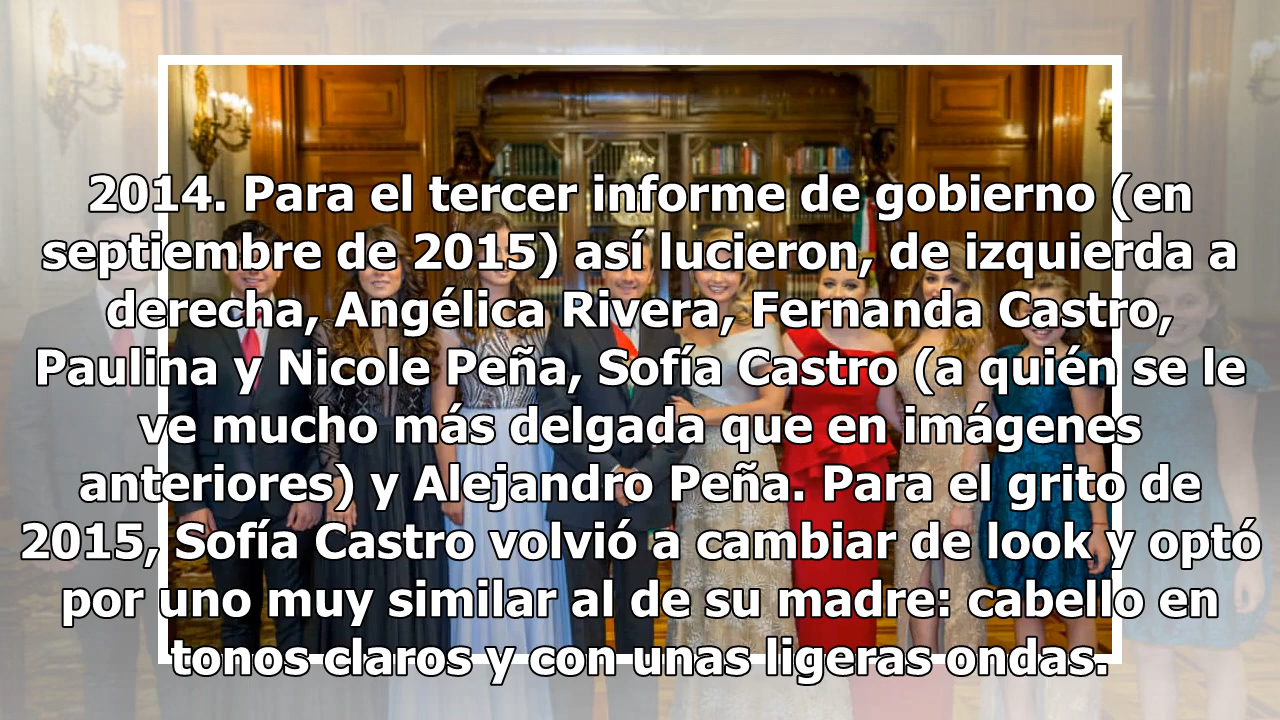 2014. Para el tercer informe de gobierno (en
septiembre de 2015) así lucieron, de izquierda a
derecha, Angélica Rivera, Fernanda Castro,
Paulina y Nicole Peña, Sofía Castro (a quién se le
ve mucho más delgada que en imágenes
anteriores) y Alejandro Peña. Para el grito de
2015, Sofía Castro volvió a cambiar de look y optó
por uno muy similar al de su madre: cabello en
tonos claros y con unas ligeras ondas.